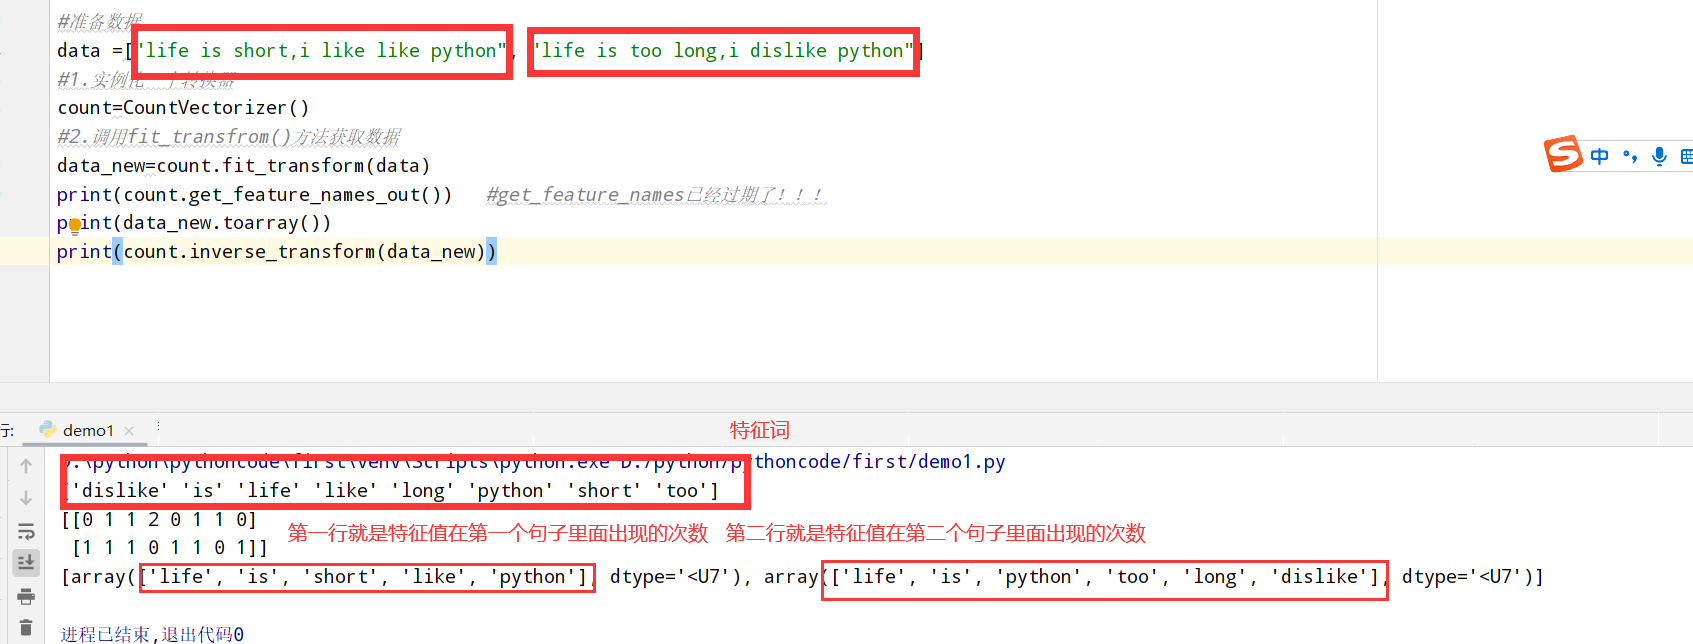 #准备数据
data =["life is short,i like like python", "life is too long,i dislike python"]
#1.实例化一个转换器
count=CountVectorizer()
#2.调用fit_transfrom()方法获取数据
data_new=count.fit_transform(data)
print(count.get_feature_names_out())   #get_feature_names已经过期了！！！
print(data_new.toarray())
print(count.inverse_transform(data_new))
中
行: demo1
特征词
D:\python\pythoncode\first\venv\Scripts\python.exe D:/python/pythoncode/first/demo1.py
['dislike' 'is' 'life' 'like' 'long' 'python' 'short' 'too']
[[0 1 1 2 0 1 1 0]
第一行就是特征值在第一个句子里面出现的次数 第二行就是特征值在第二个句子里面出现的次数
[1 1 1 0 1 1 0 1]]
[array(['life', 'is', 'short', 'like', 'python'], dtype='<U7'), array(['life', 'is', 'python', 'too', 'long', 'dislike'], dtype='<U7')]
进程已结束,退出代码0